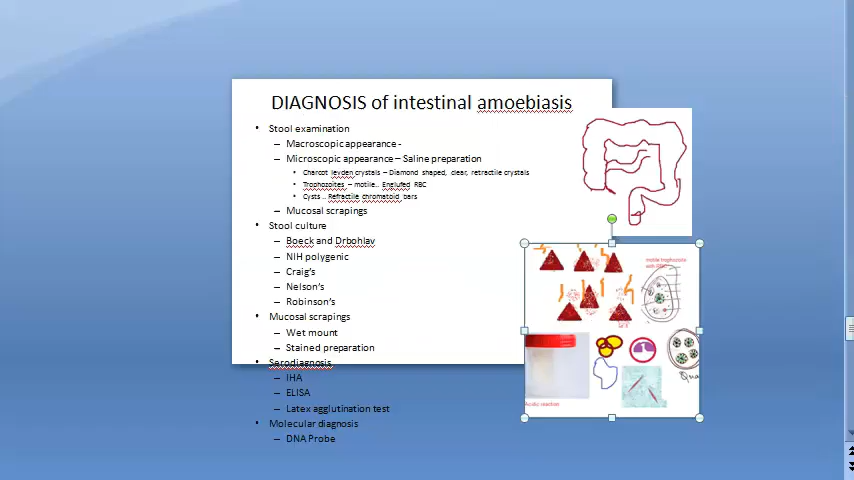 DIAGNOSIS of intestinal amoebiasis
Stool examination
– Macroscopic appearance -
– Microscopic appearance – Saline preparation
Charcot leyden crystals – Diamond shaped, clear, retractile crystals
Trophozoites – motile.. Englufed RBC
Cysts .. Refractile chromatoid bars
– Mucosal scrapings
Stool culture
– Boeck and Drbohlav
– NIH polygenic
– Craig's
– Nelson's
– Robinson's
Mucosal scrapings
– Wet mount
– Stained preparation
Serodiagnosis
– IHA
– ELISA
– Latex agglutination test
Molecular diagnosis
– DNA Probe
motile trophozoite
with
Acidic reaction